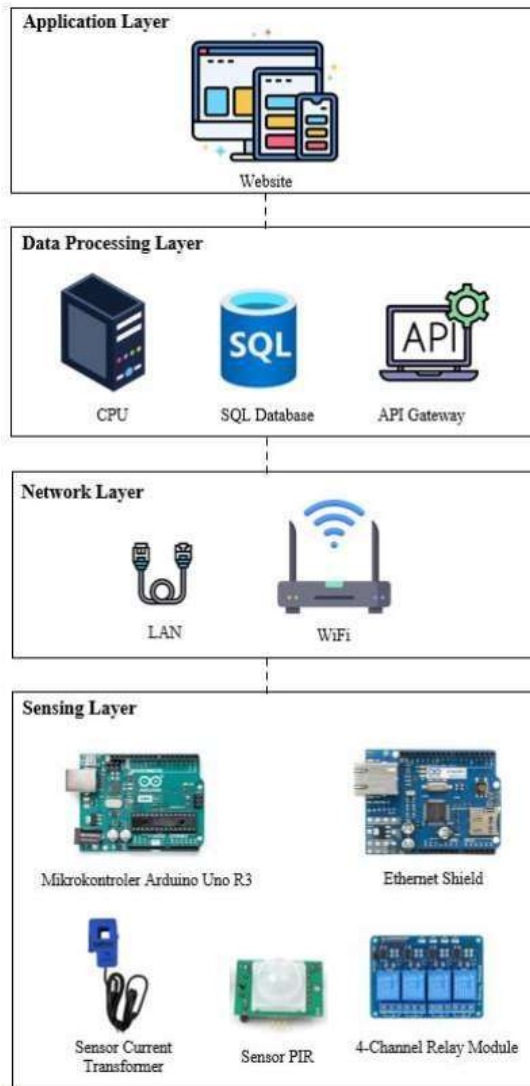 Application Layer
Website
Data Processing Layer
SQL
API
CPU
SQL Database
API Gateway
Network Layer
LAN
WiFi
Sensing Layer
Mikrokontroler Arduino Uno R3
Ethernet Shield
Sensor Current
Transformer
Sensor PIR
4-Channel Relay Module